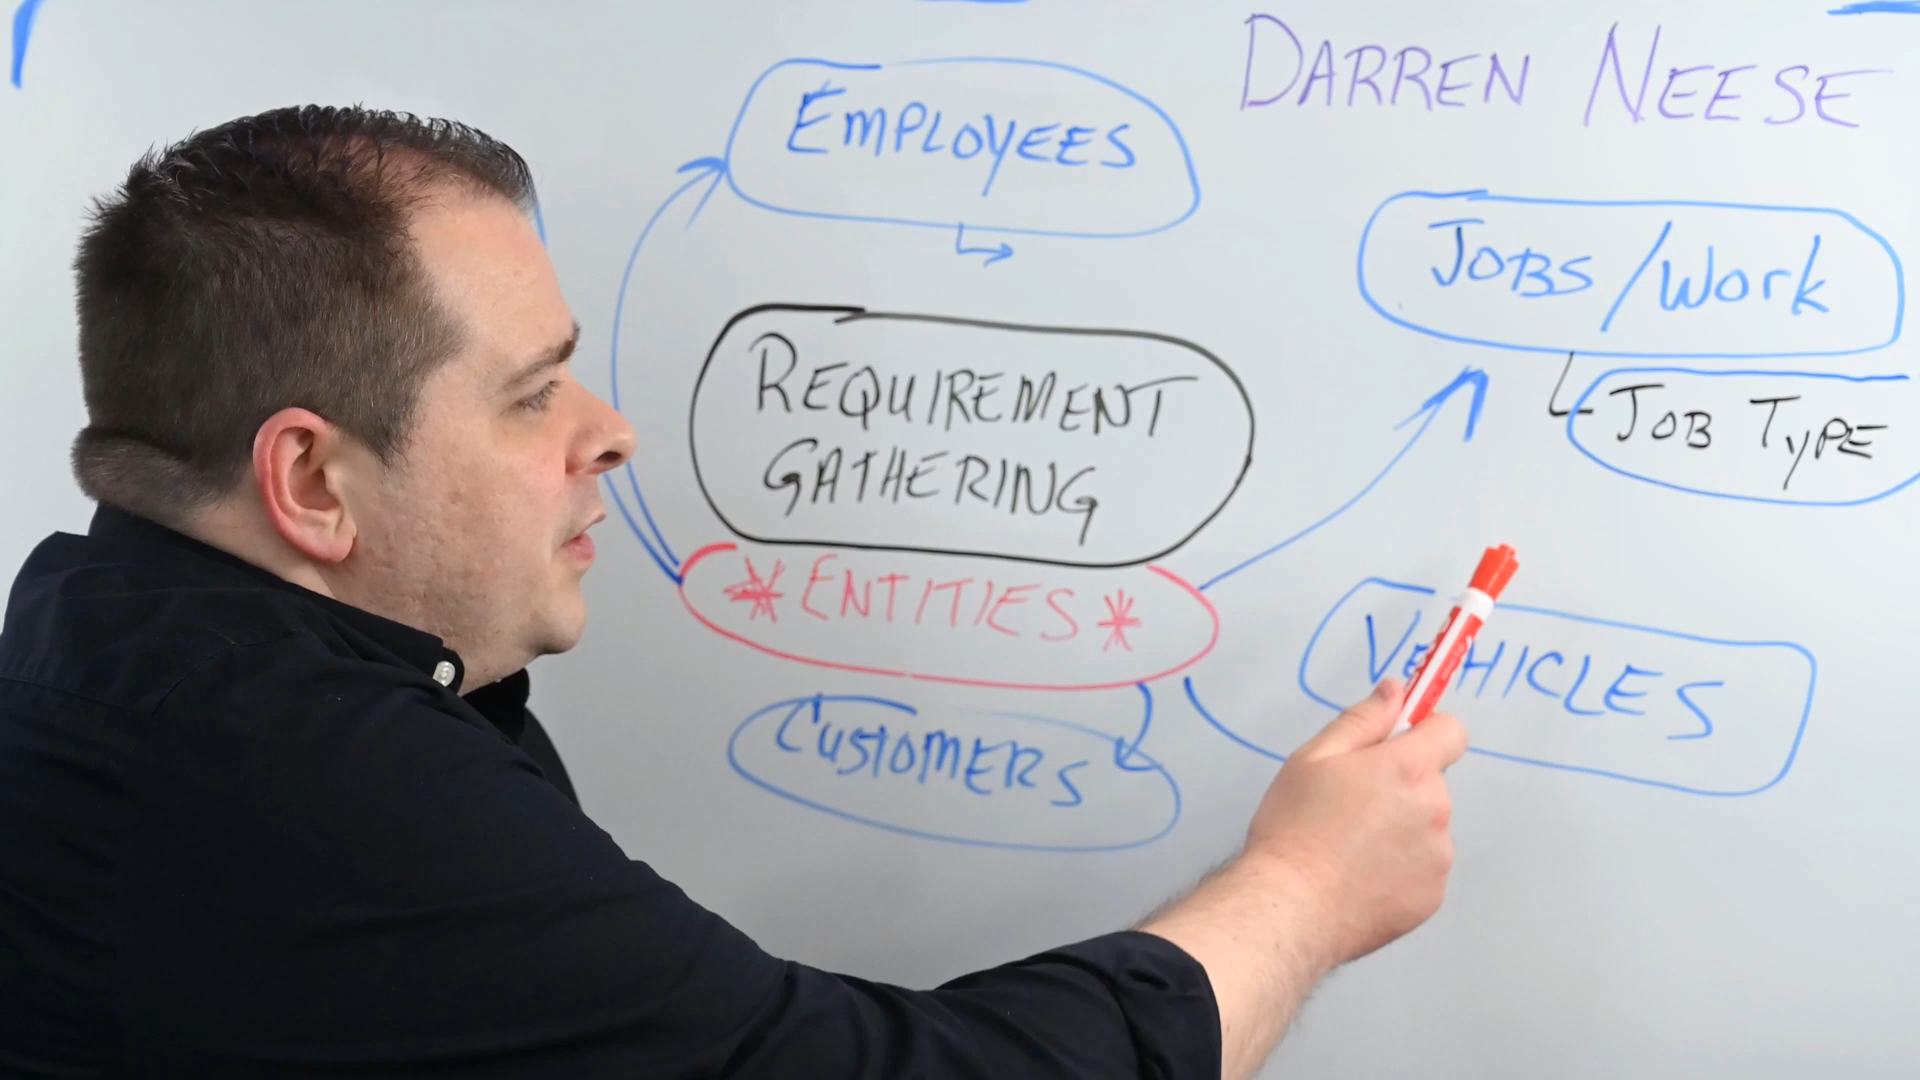 DARREN NEESE
EMPLOYEES
JOBS/Work
JOB TYPE
REQUIREMENT
GATHERING
* ENTITIES *
VEHICLES
CUSTOMERS